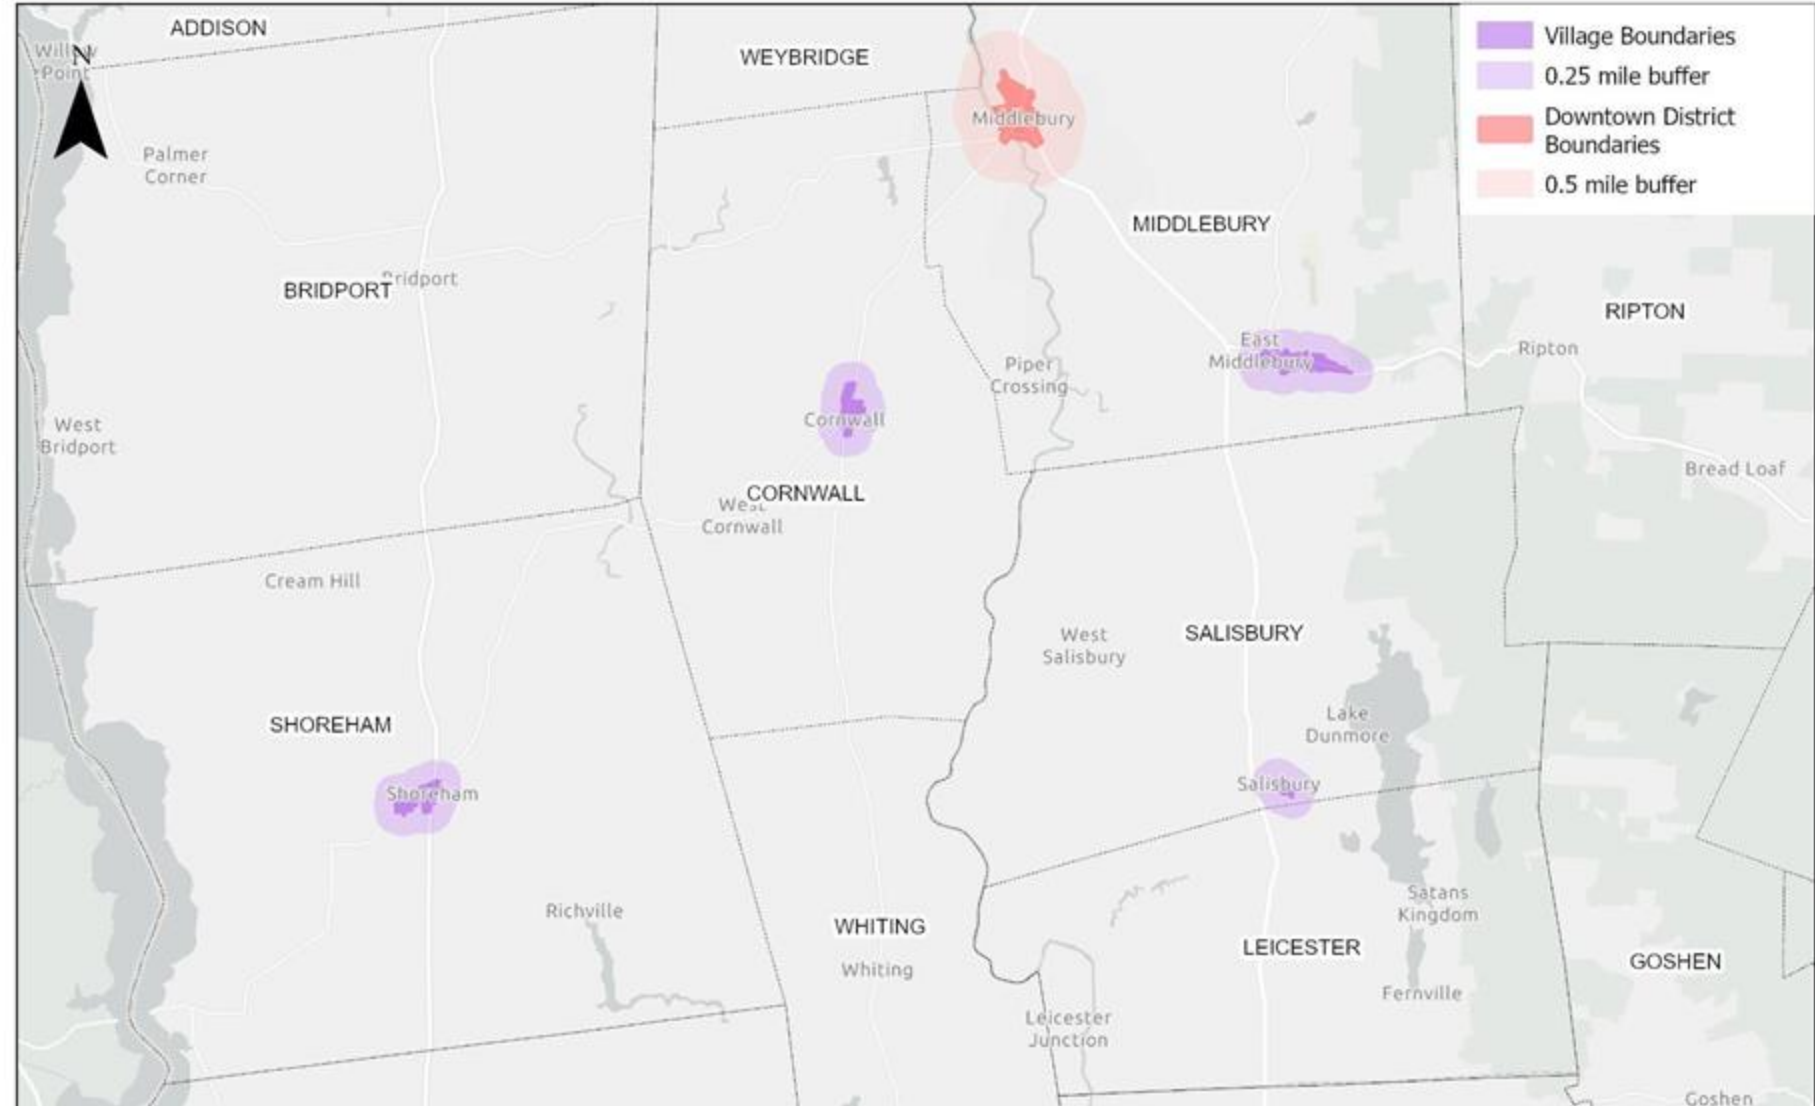 ADDISON
Willow
Point
N
WEYBRIDGE
Middlebury
Village Boundaries
0.25 mile buffer
Downtown District
Boundaries
0.5 mile buffer
Palmer
Corner
MIDDLEBURY
BRIDPORT
Bridport
RIPTON
Ripton
East
Middlebury
Piper
Crossing
West
Bridport
Cornwall
Bread Loaf
CORNWALL
West
Cornwall
Cream Hill
West
Salisbury
SALISBURY
Lake
Dunmore
SHOREHAM
Shoreham
Salisbury
Richville
WHITING
Whiting
Satans
Kingdom
LEICESTER
GOSHEN
Fernville
Leicester
Junction
Goshen